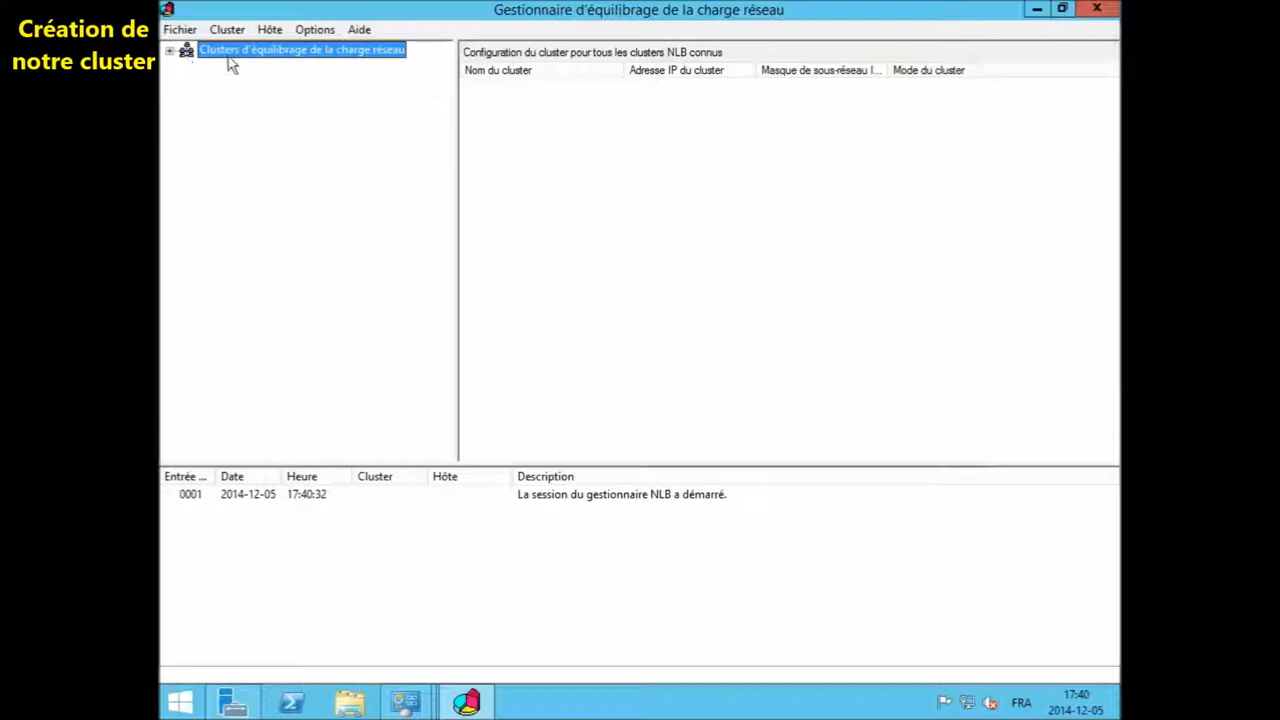 Création de
notre cluster
Gestionnaire d'équilibrage de la charge réseau
Fichier Cluster Hôte Options Aide
Clusters d'équilibrage de la charge réseau
Configuration du cluster pour tous les clusters NLB connus
Nom du cluster Adresse IP du cluster Masque de sous-réseau I... Mode du cluster
Entrée ... Date Heure Cluster Hôte Description
0001 2014-12-05 17:40:32 La session du gestionnaire NLB a démarré.
FRA
17:40
2014-12-05